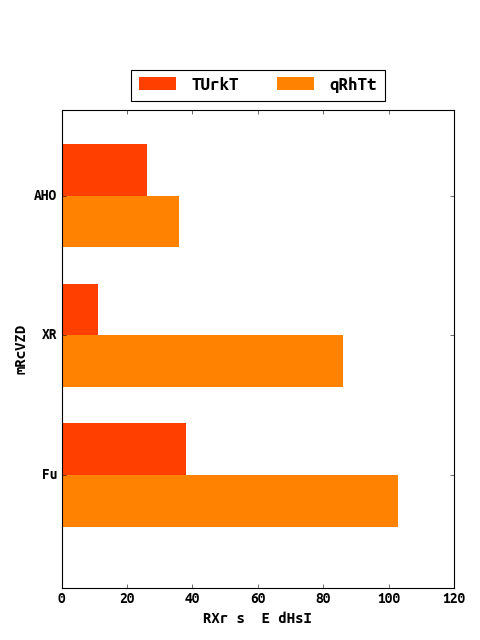 TUrkT qRhTt
AHO
XR
Fu
mRcVZD
0 20 40 60 80 100 120
RXr s  E dHsI